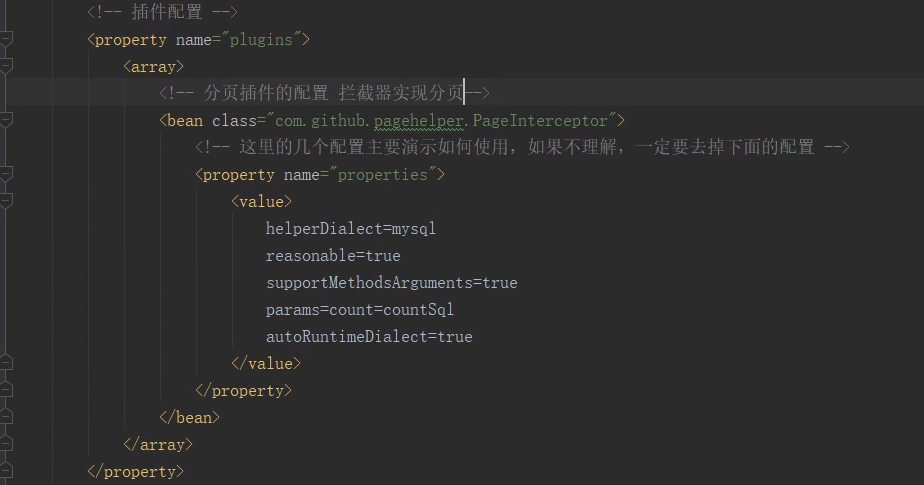 <!-- 插件配置 -->
<property name="plugins">
<array>
<!-- 分页插件的配置 拦截器实现分页-->
<bean class="com.github.pagehelper.PageInterceptor">
<!-- 这里的几个配置主要演示如何使用，如果不理解，一定要去掉下面的配置 -->
<property name="properties">
<value>
helperDialect=mysql
reasonable=true
supportMethodsArguments=true
params=count=countSql
autoRuntimeDialect=true
</value>
</property>
</bean>
</array>
</property>